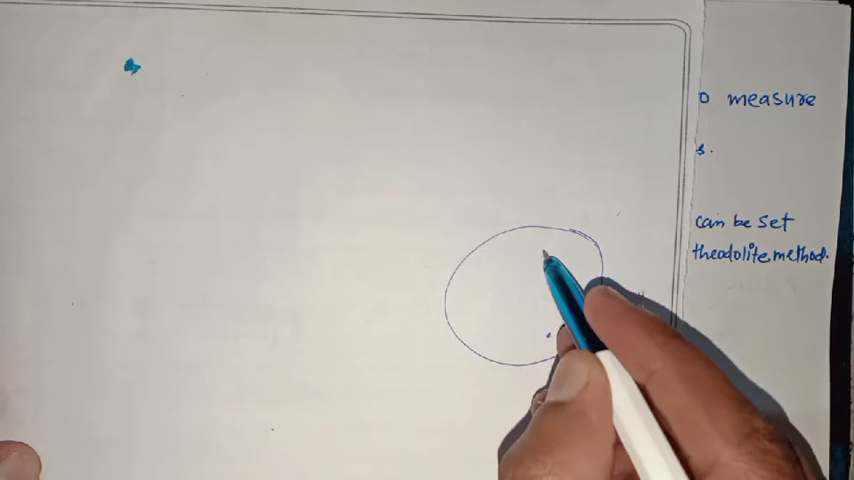 measure
s.
can be set
theodolite method.